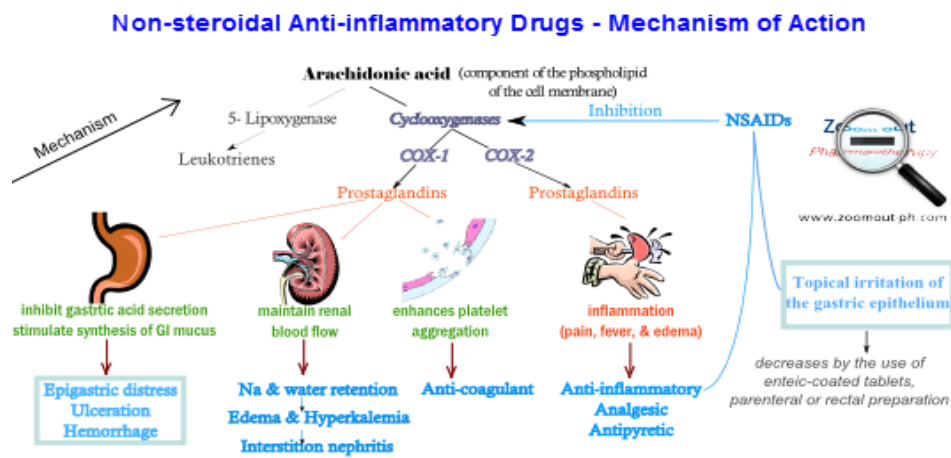 Non-steroidal Anti-inflammatory Drugs - Mechanism of Action
Arachidonic acid (component of the phospholipid
of the cell membrane)
Mechanism
5- Lipoxygenase
Cyclooxygenases
Inhibition
NSAIDs
Leukotrienes
COX-1
COX-2
Zoom out
Pharmacotherapy
www.zoomout-ph.com
Prostaglandins
Prostaglandins
inhibit gastrtic acid secretion
stimulate synthesis of GI mucus
maintain renal
blood flow
enhances platelet
aggregation
inflammation
(pain, fever, & edema)
Topical irritation of
the gastric epithelium
Epigastric distress
Ulceration
Hemorrhage
Na & water retention
Edema & Hyperkalemia
Interstition nephritis
Anti-coagulant
Anti-inflammatory
Analgesic
Antipyretic
decreases by the use of
enteic-coated tablets,
parenteral or rectal preparation